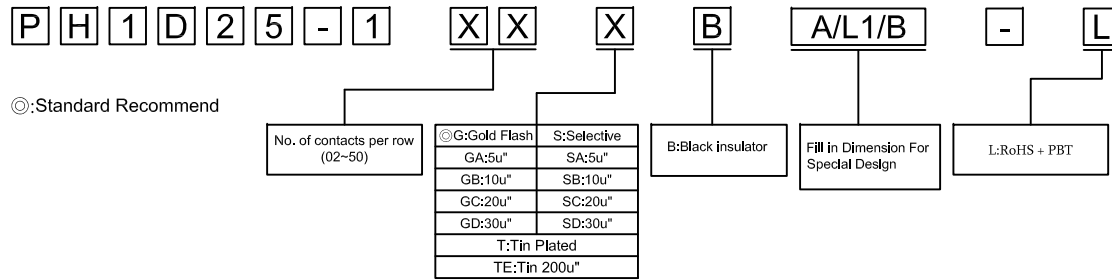 P H 1 D 2 5 - 1 X X X B A/L1/B - L
◎:Standard Recommend
No. of contacts per row
(02~50)
◎G:Gold Flash S:Selective
GA:5u" SA:5u"
GB:10u" SB:10u"
GC:20u" SC:20u"
GD:30u" SD:30u"
T:Tin Plated
TE:Tin 200u"
B:Black insulator
Fill in Dimension For
Special Design
L:RoHS + PBT